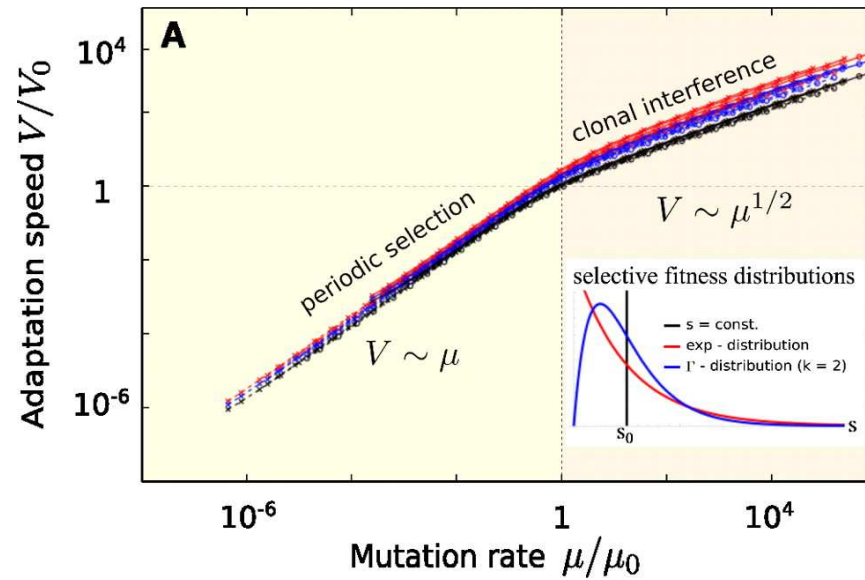 A
10^4
1
10^-6
Adaptation speed V/V_0
periodic selection
clonal interference
V ~ μ
V ~ μ^1/2
selective fitness distributions
s = const.
exp - distribution
Γ - distribution (k = 2)
s_0
s
10^-6
1
10^4
Mutation rate μ/μ_0